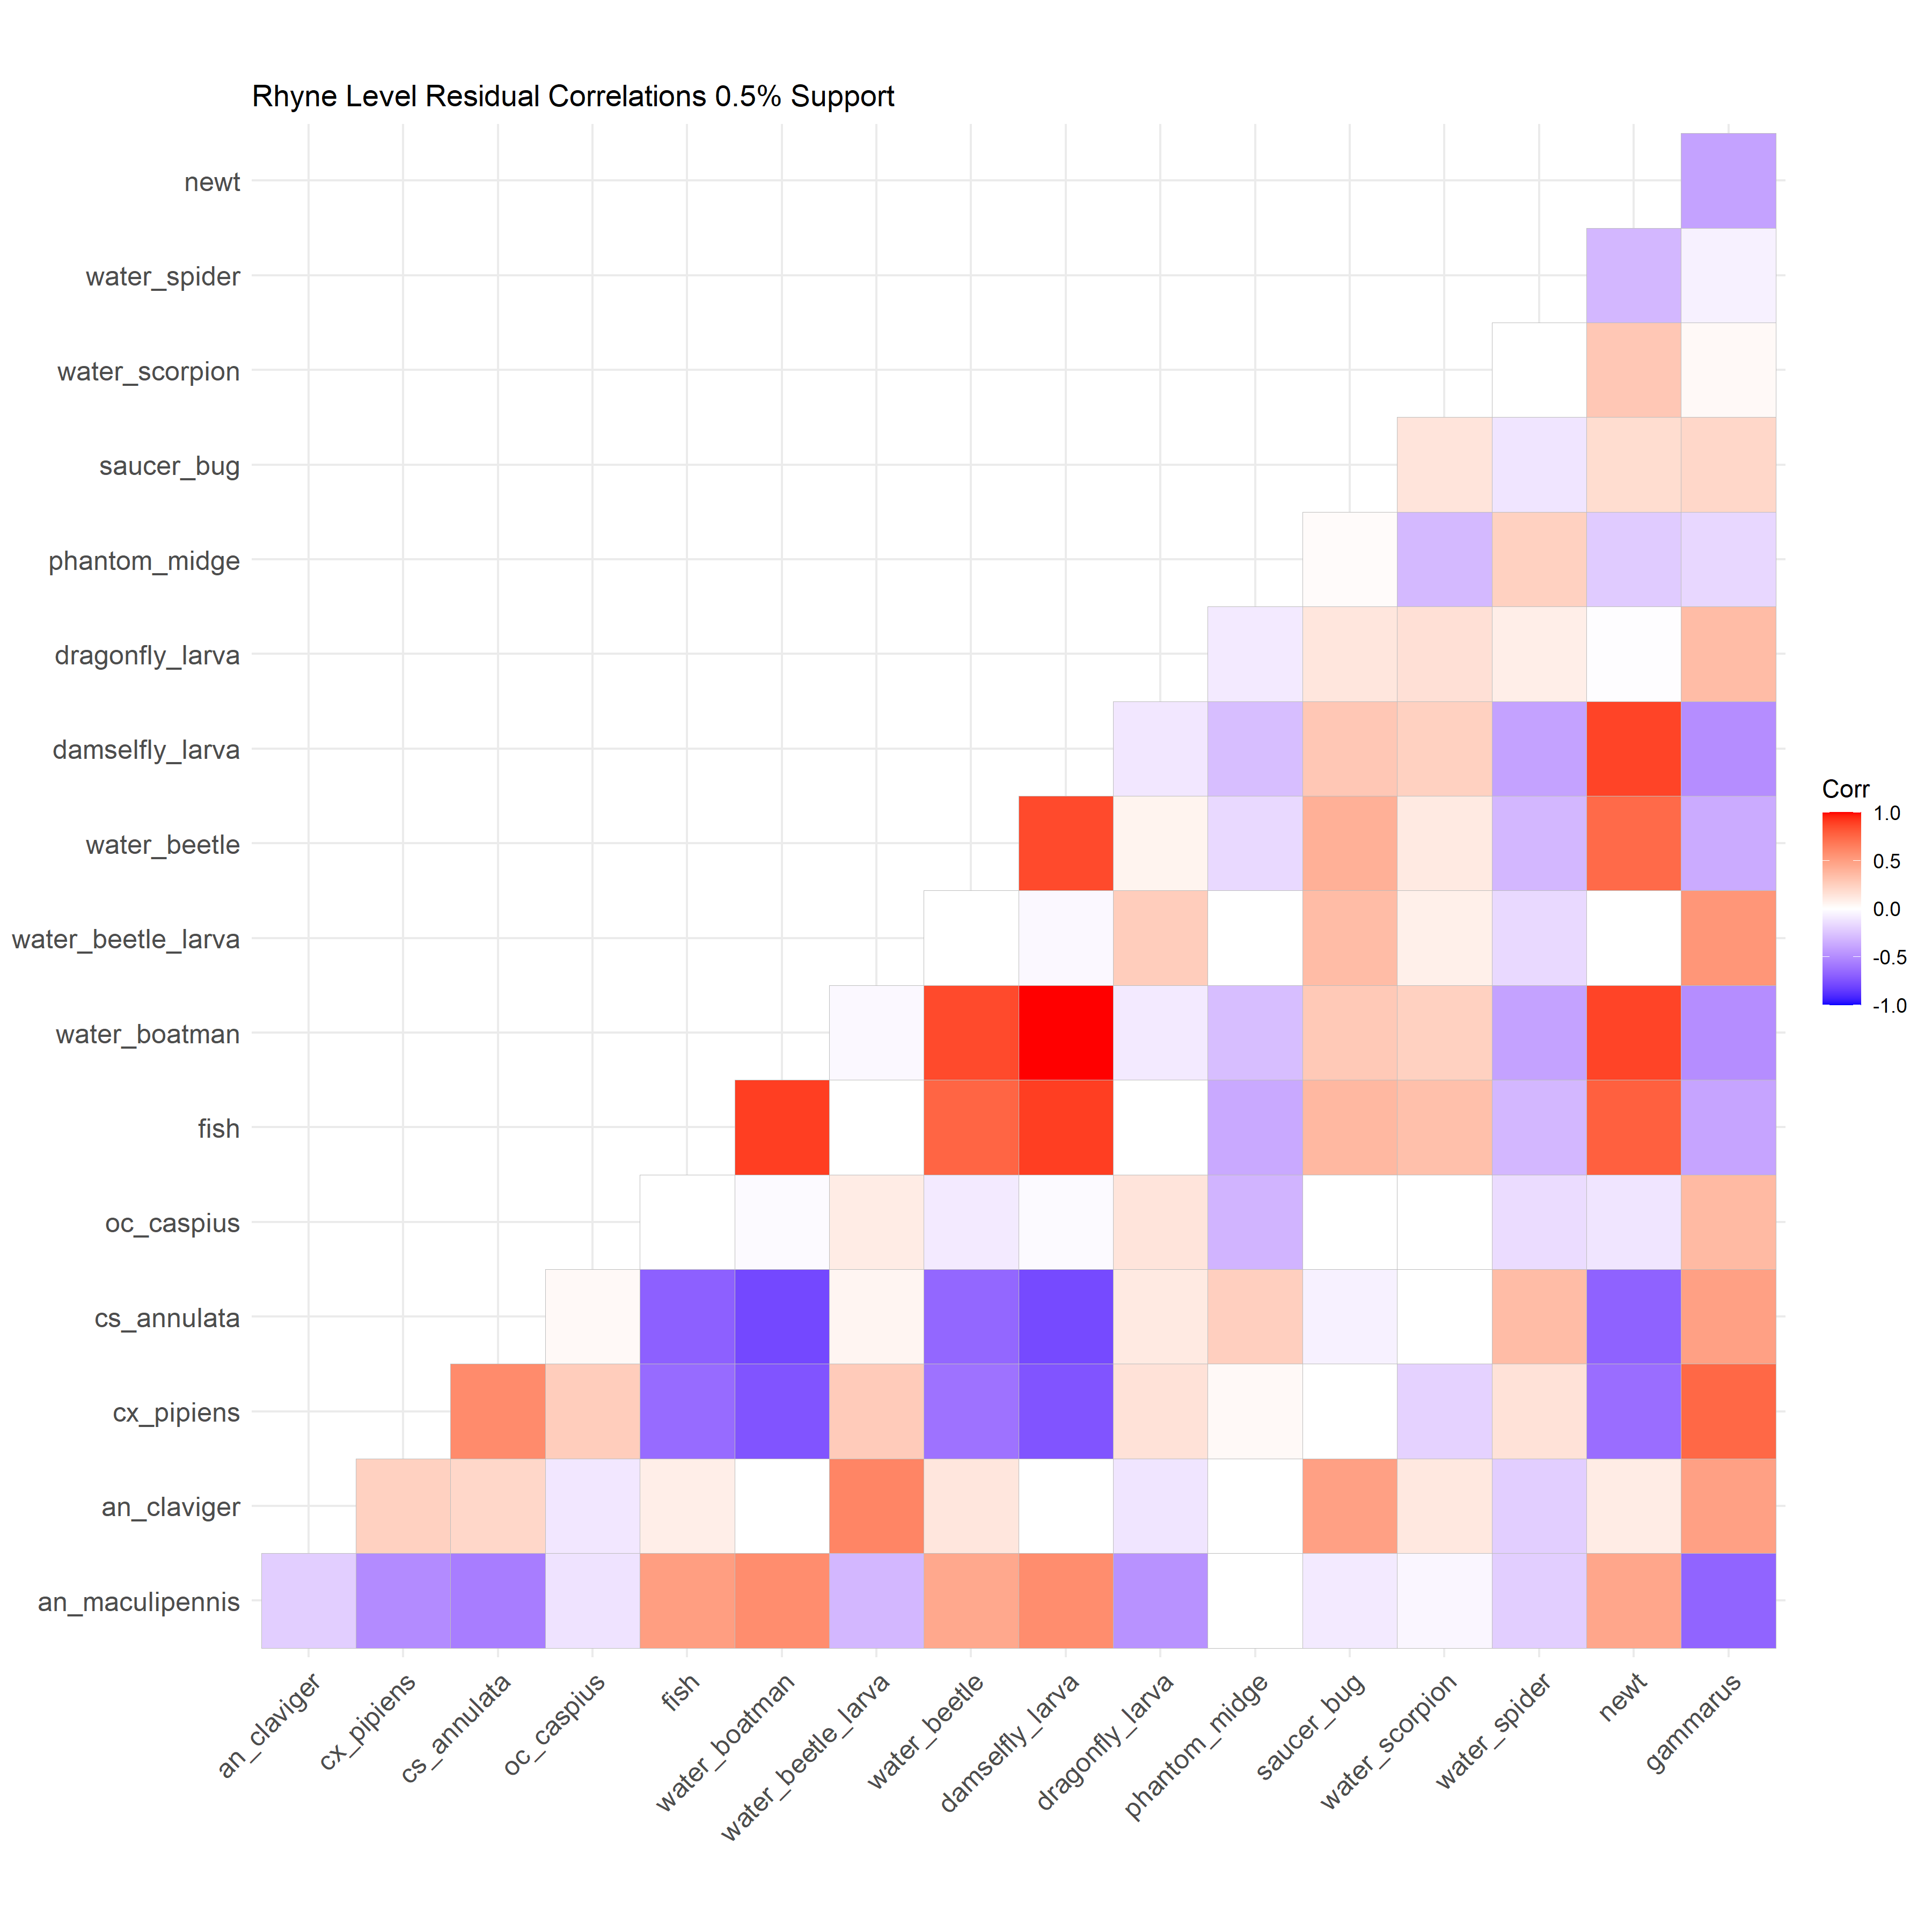 Rhyne Level Residual Correlations 0.5% Support
newt
water_spider
water_scorpion
saucer_bug
phantom_midge
dragonfly_larva
damselfly_larva
water_beetle
water_beetle_larva
water_boatman
fish
oc_caspius
cs_annulata
cx_pipiens
an_claviger
an_maculipennis
an_claviger
cx_pipiens
cs_annulata
oc_caspius
fish
water_boatman
water_beetle_larva
water_beetle
damselfly_larva
dragonfly_larva
phantom_midge
saucer_bug
water_scorpion
water_spider
newt
gammarus
Corr
1.0
0.5
0.0
-0.5
-1.0